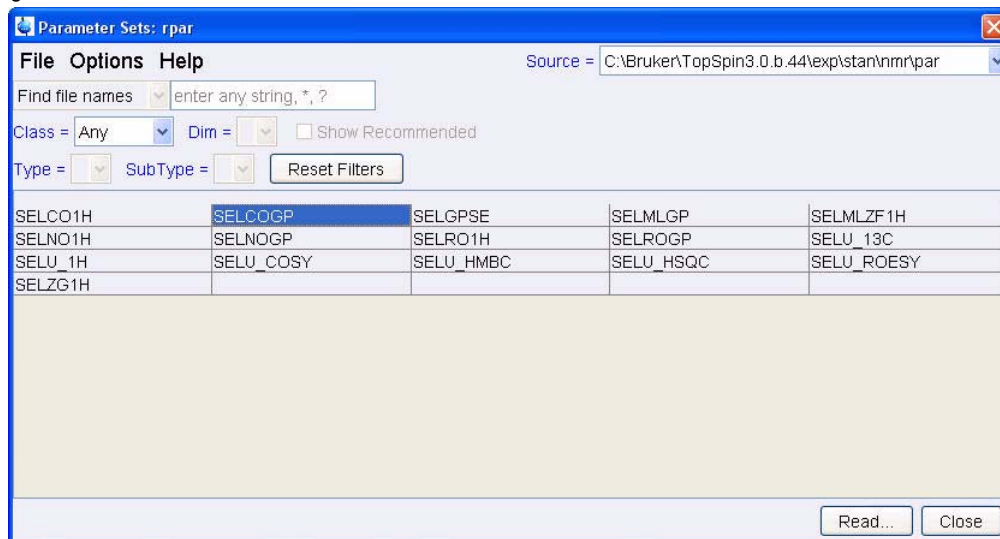 Parameter Sets: rpar
File Options Help Source = C:\Bruker\TopSpin3.0.b.44\exp\stan\nmr\par
Find file names enter any string, *, ?
Class = Any Dim = Show Recommended
Type = SubType = Reset Filters
SELCO1H SELCOGP SELGPSE SELMLGP SELMLZF1H
SELNO1H SELNOGP SELRO1H SELROGP SELU_13C
SELU_1H SELU_COSY SELU_HMBC SELU_HSQC SELU_ROESY
SELZG1H
Read... Close